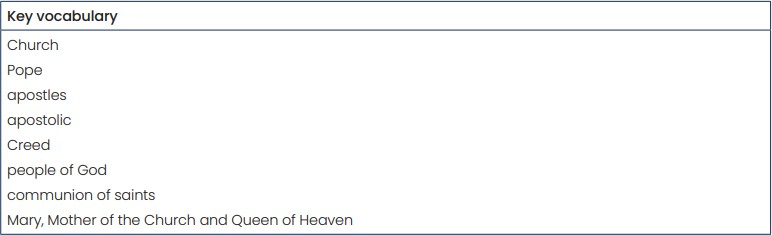 Key vocabulary
Church
Pope
apostles
apostolic
Creed
people of God
communion of saints
Mary, Mother of the Church and Queen of Heaven